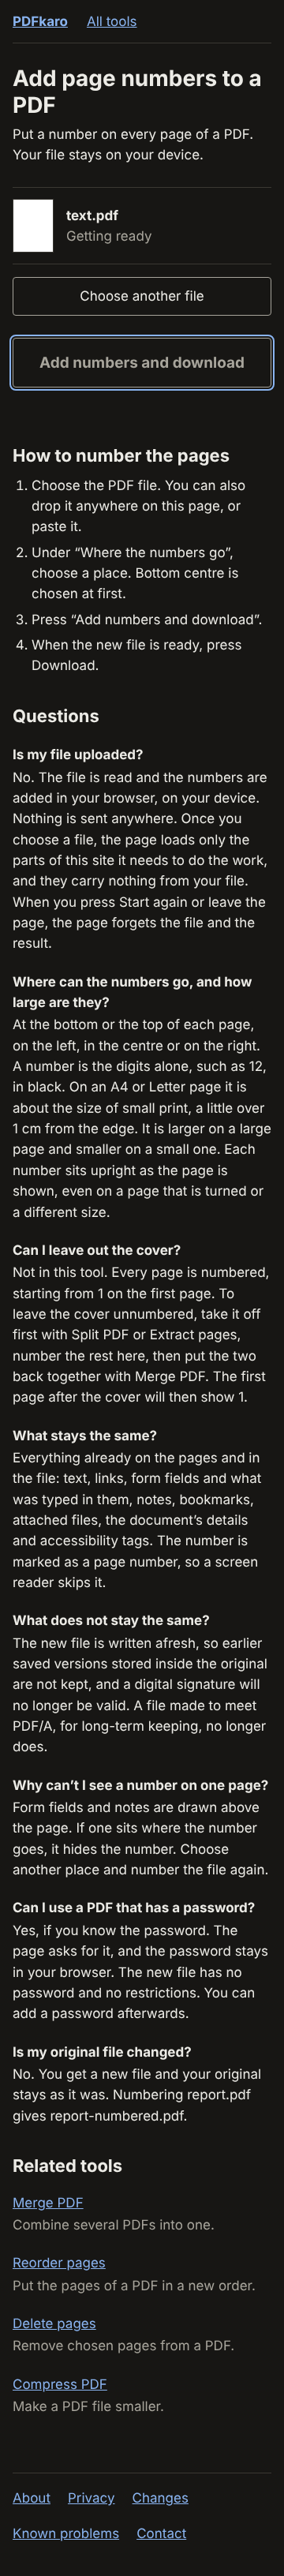 PDFkaro All tools
Add page numbers to a
PDF
Put a number on every page of a PDF.
Your file stays on your device.
text.pdf
Getting ready
Choose another file
Add numbers and download
How to number the pages
1. Choose the PDF file. You can also
drop it anywhere on this page, or
paste it.
2. Under “Where the numbers go”,
choose a place. Bottom centre is
chosen at first.
3. Press “Add numbers and download”.
4. When the new file is ready, press
Download.
Questions
Is my file uploaded?
No. The file is read and the numbers are
added in your browser, on your device.
Nothing is sent anywhere. Once you
choose a file, the page loads only the
parts of this site it needs to do the work,
and they carry nothing from your file.
When you press Start again or leave the
page, the page forgets the file and the
result.
Where can the numbers go, and how
large are they?
At the bottom or the top of each page,
on the left, in the centre or on the right.
A number is the digits alone, such as 12,
in black. On an A4 or Letter page it is
about the size of small print, a little over
1 cm from the edge. It is larger on a large
page and smaller on a small one. Each
number sits upright as the page is
shown, even on a page that is turned or
a different size.
Can I leave out the cover?
Not in this tool. Every page is numbered,
starting from 1 on the first page. To
leave the cover unnumbered, take it off
first with Split PDF or Extract pages,
number the rest here, then put the two
back together with Merge PDF. The first
page after the cover will then show 1.
What stays the same?
Everything already on the pages and in
the file: text, links, form fields and what
was typed in them, notes, bookmarks,
attached files, the document’s details
and accessibility tags. The number is
marked as a page number, so a screen
reader skips it.
What does not stay the same?
The new file is written afresh, so earlier
saved versions stored inside the original
are not kept, and a digital signature will
no longer be valid. A file made to meet
PDF/A, for long-term keeping, no longer
does.
Why can’t I see a number on one page?
Form fields and notes are drawn above
the page. If one sits where the number
goes, it hides the number. Choose
another place and number the file again.
Can I use a PDF that has a password?
Yes, if you know the password. The
page asks for it, and the password stays
in your browser. The new file has no
password and no restrictions. You can
add a password afterwards.
Is my original file changed?
No. You get a new file and your original
stays as it was. Numbering report.pdf
gives report-numbered.pdf.
Related tools
Merge PDF
Combine several PDFs into one.
Reorder pages
Put the pages of a PDF in a new order.
Delete pages
Remove chosen pages from a PDF.
Compress PDF
Make a PDF file smaller.
About Privacy Changes
Known problems Contact